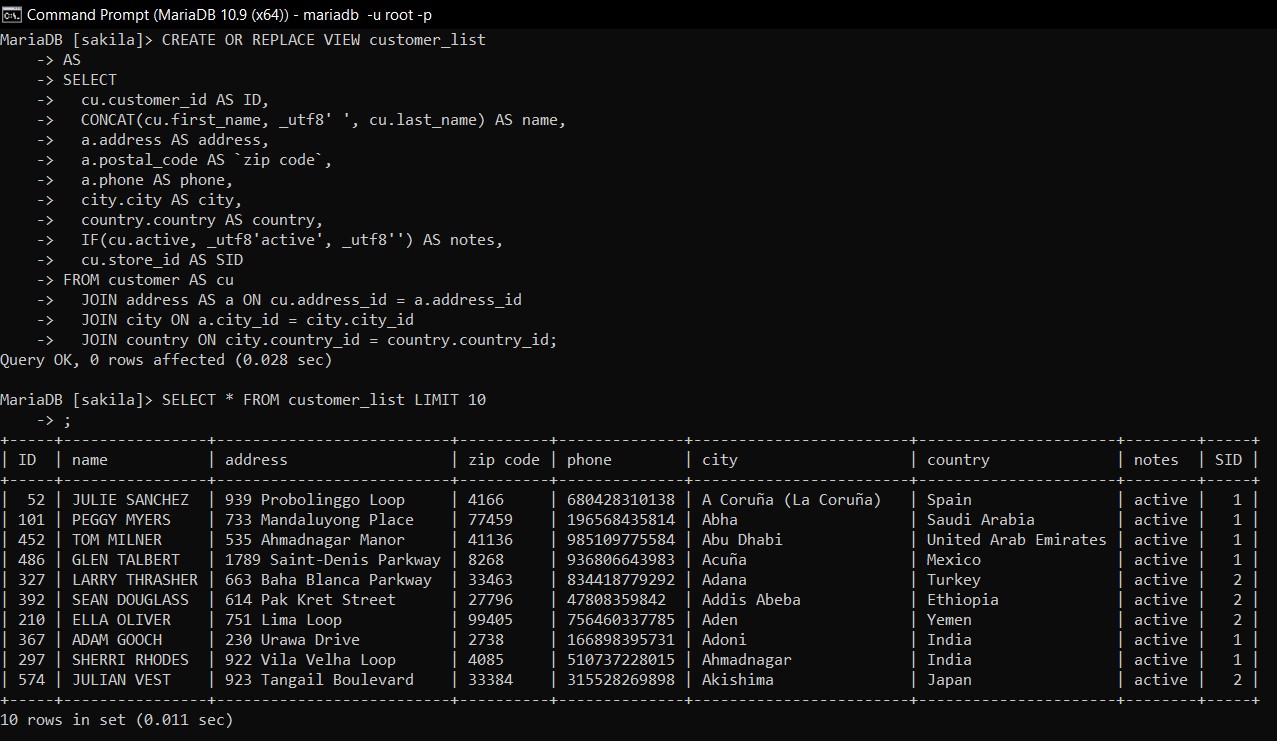 Command Prompt (MariaDB 10.9 (x64)) - mariadb  -u root -p
MariaDB [sakila]> CREATE OR REPLACE VIEW customer_list
    -> AS
    -> SELECT
    ->   cu.customer_id AS ID,
    ->   CONCAT(cu.first_name, _utf8' ', cu.last_name) AS name,
    ->   a.address AS address,
    ->   a.postal_code AS `zip code`,
    ->   a.phone AS phone,
    ->   city.city AS city,
    ->   country.country AS country,
    ->   IF(cu.active, _utf8'active', _utf8'') AS notes,
    ->   cu.store_id AS SID
    -> FROM customer AS cu
    ->   JOIN address AS a ON cu.address_id = a.address_id
    ->   JOIN city ON a.city_id = city.city_id
    ->   JOIN country ON city.country_id = country.country_id;
Query OK, 0 rows affected (0.028 sec)
MariaDB [sakila]> SELECT * FROM customer_list LIMIT 10
    -> ;
+-----+----------------+--------------------------+----------+--------------+------------------------+----------------------+--------+-----+
| ID  | name           | address                  | zip code | phone        | city                   | country              | notes  | SID |
+-----+----------------+--------------------------+----------+--------------+------------------------+----------------------+--------+-----+
|  52 | JULIE SANCHEZ  | 939 Probolinggo Loop     | 4166     | 680428310138 | A Coruña (La Coruña)   | Spain                | active |   1 |
| 101 | PEGGY MYERS    | 733 Mandaluyong Place    | 77459    | 196568435814 | Abha                   | Saudi Arabia         | active |   1 |
| 452 | TOM MILNER     | 535 Ahmadnagar Manor     | 41136    | 985109775584 | Abu Dhabi              | United Arab Emirates | active |   1 |
| 486 | GLEN TALBERT   | 1789 Saint-Denis Parkway | 8268     | 936806643983 | Acuña                  | Mexico               | active |   1 |
| 327 | LARRY THRASHER | 663 Baha Blanca Parkway  | 33463    | 834418779292 | Adana                  | Turkey               | active |   2 |
| 392 | SEAN DOUGLASS  | 614 Pak Kret Street      | 27796    | 47808359842  | Addis Abeba            | Ethiopia             | active |   2 |
| 210 | ELLA OLIVER    | 751 Lima Loop            | 99405    | 756460337785 | Aden                   | Yemen                | active |   2 |
| 367 | ADAM GOOCH     | 230 Urawa Drive          | 2738     | 166898395731 | Adoni                  | India                | active |   1 |
| 297 | SHERRI RHODES  | 922 Vila Velha Loop      | 4085     | 510737228015 | Ahmadnagar             | India                | active |   1 |
| 574 | JULIAN VEST    | 923 Tangail Boulevard    | 33384    | 315528269898 | Akishima               | Japan                | active |   2 |
+-----+----------------+--------------------------+----------+--------------+------------------------+----------------------+--------+-----+
10 rows in set (0.011 sec)